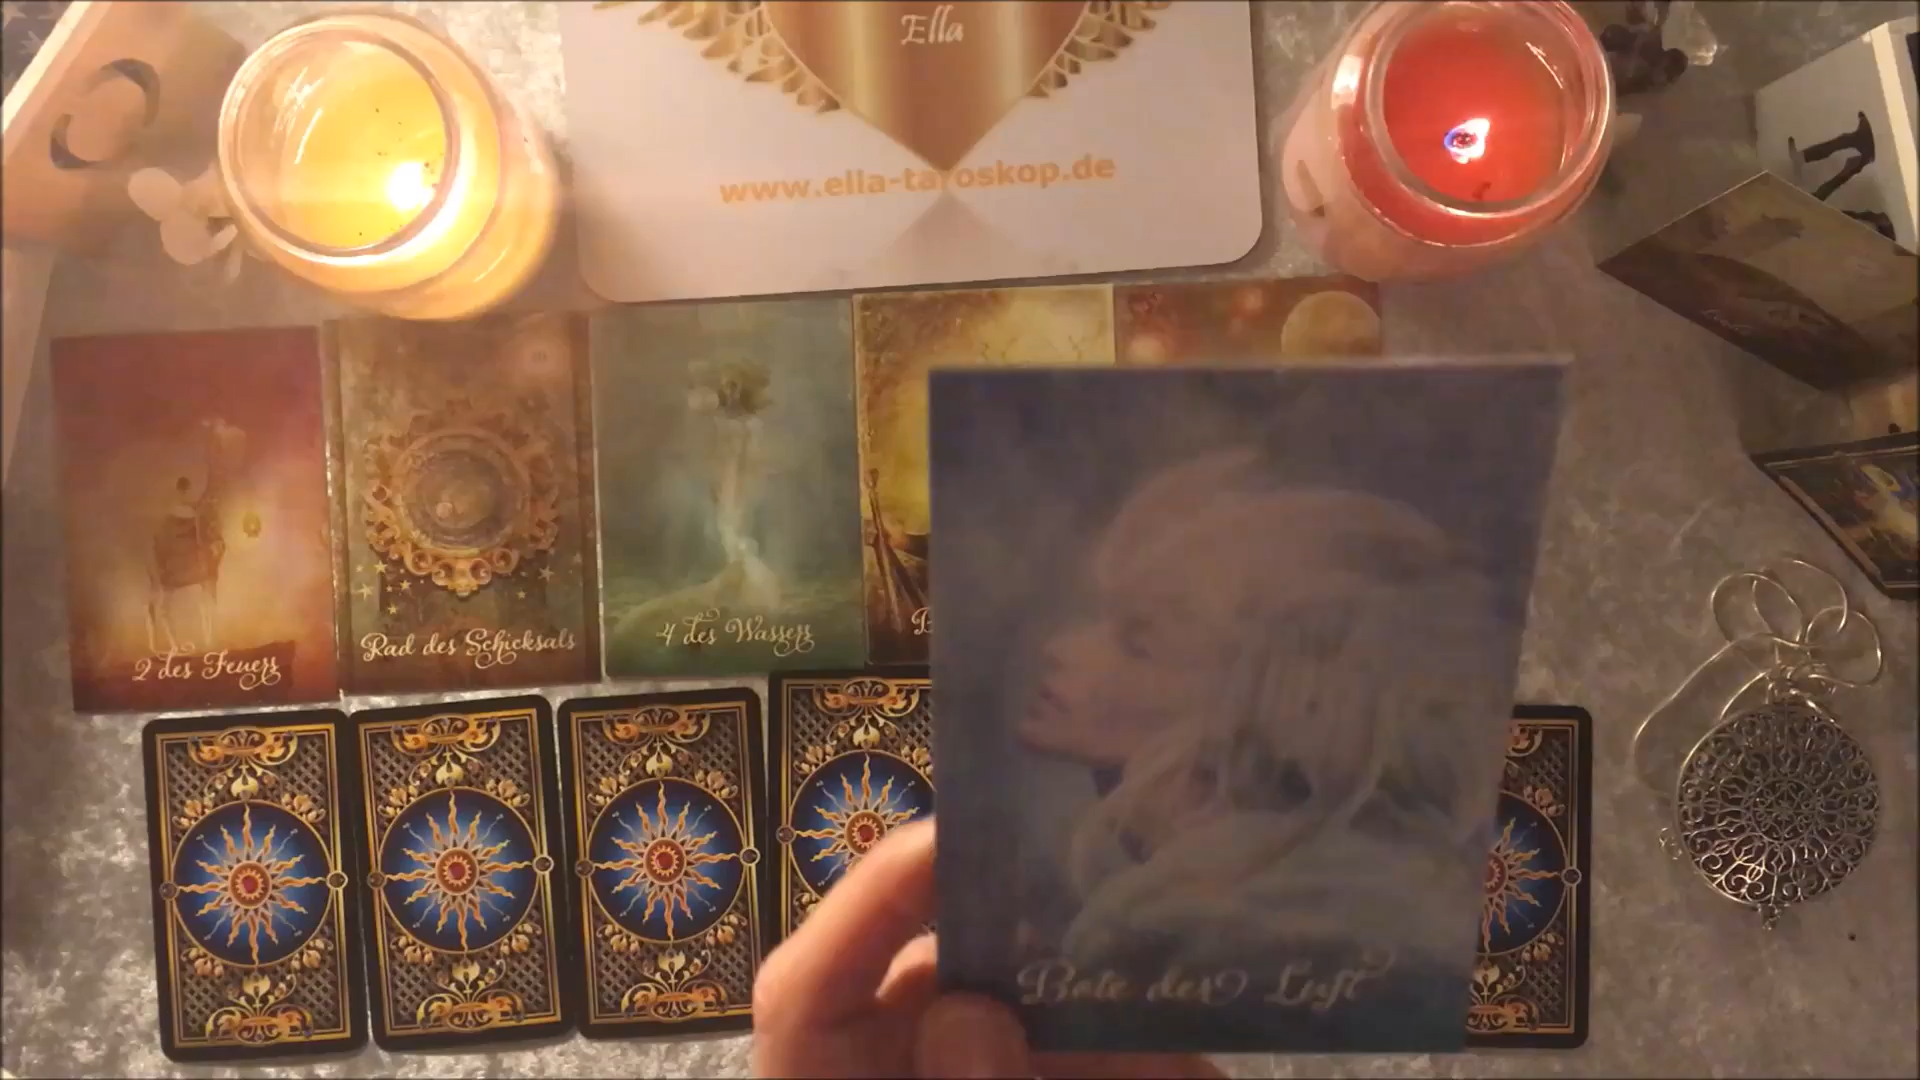 Ella
www.ella-taroskop.de
2 des Feuers
Rad des Schicksals
4 des Wassers
Bote der Luft